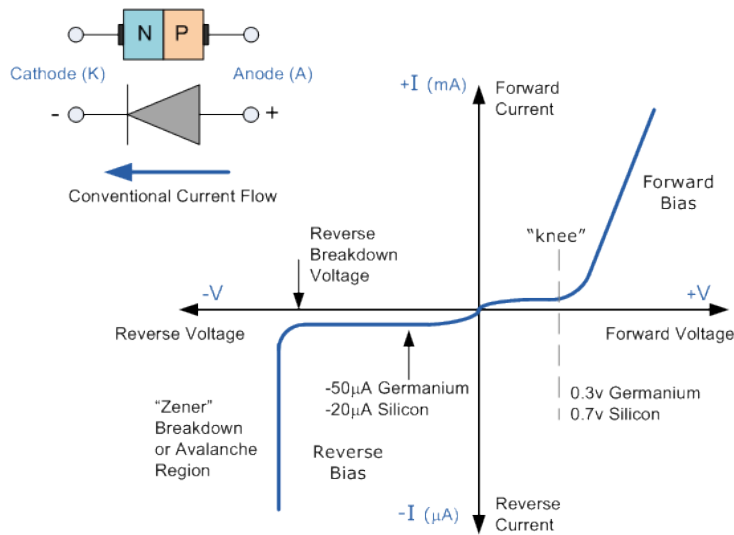 N P
Cathode (K)
Anode (A)
- +
Conventional Current Flow
+I (mA)
Forward
Current
Forward
Bias
"knee"
Reverse
Breakdown
Voltage
-V
+V
Reverse Voltage
Forward Voltage
-50μA Germanium
-20μA Silicon
0.3v Germanium
0.7v Silicon
"Zener"
Breakdown
or Avalanche
Region
Reverse
Bias
-I (μA)
Reverse
Current